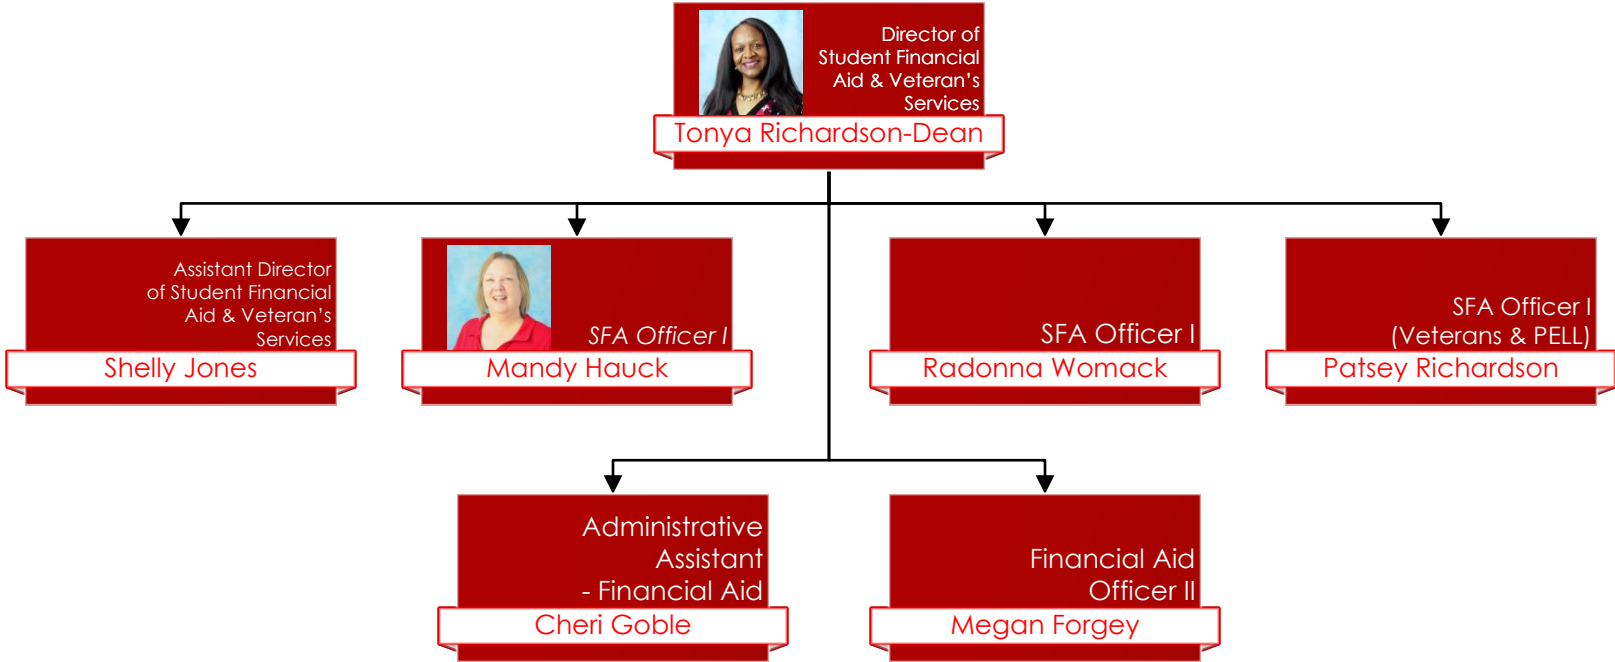 Director of
Student Financial
Aid & Veteran's
Services
Tonya Richardson-Dean
Assistant Director
of Student Financial
Aid & Veteran's
Services
Shelly Jones
SFA Officer I
Mandy Hauck
SFA Officer I
Radonna Womack
SFA Officer I
(Veterans & PELL)
Patsey Richardson
Administrative
Assistant
- Financial Aid
Cheri Goble
Financial Aid
Officer II
Megan Forgey